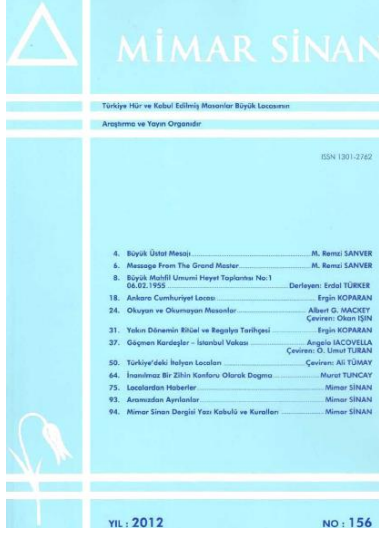 MİMAR SİNAN
Türkiye Hür ve Kabul Edilmiş Masonlar Büyük Locasının
Araştırma ve Yayın Organıdır
ISSN 1301-2762
4. Büyük Üstat Mesajı M. Remzi SANVER
6. Message From The Grand Master M. Remzi SANVER
8. Büyük Mahfil Umumi Heyet Toplantısı No:1
06.02.1955 Derleyen: Erdal TÜRKER
18. Ankara Cumhuriyet Locası Ergin KOPARAN
24. Okuyan ve Okumayan Masonlar Albert G. MACKEY
Çeviren: Okan IŞIN
31. Yakın Dönemin Ritüel ve Regalya Tarihçesi Ergin KOPARAN
37. Göçmen Kardeşler – İstanbul Vakası Angelo IACOVELLA
Çeviren: O. Umut TURAN
50. Türkiye'deki İtalyan Locaları Çeviren: Ali TÜMAY
64. İnanılmaz Bir Zihin Konforu Olarak Dogma Murat TUNCAY
75. Localardan Haberler Mimar SİNAN
93. Aramızdan Ayrılanlar Mimar SİNAN
94. Mimar Sinan Dergisi Yazı Kabulü ve Kuralları Mimar SİNAN
YIL : 2012 NO : 156